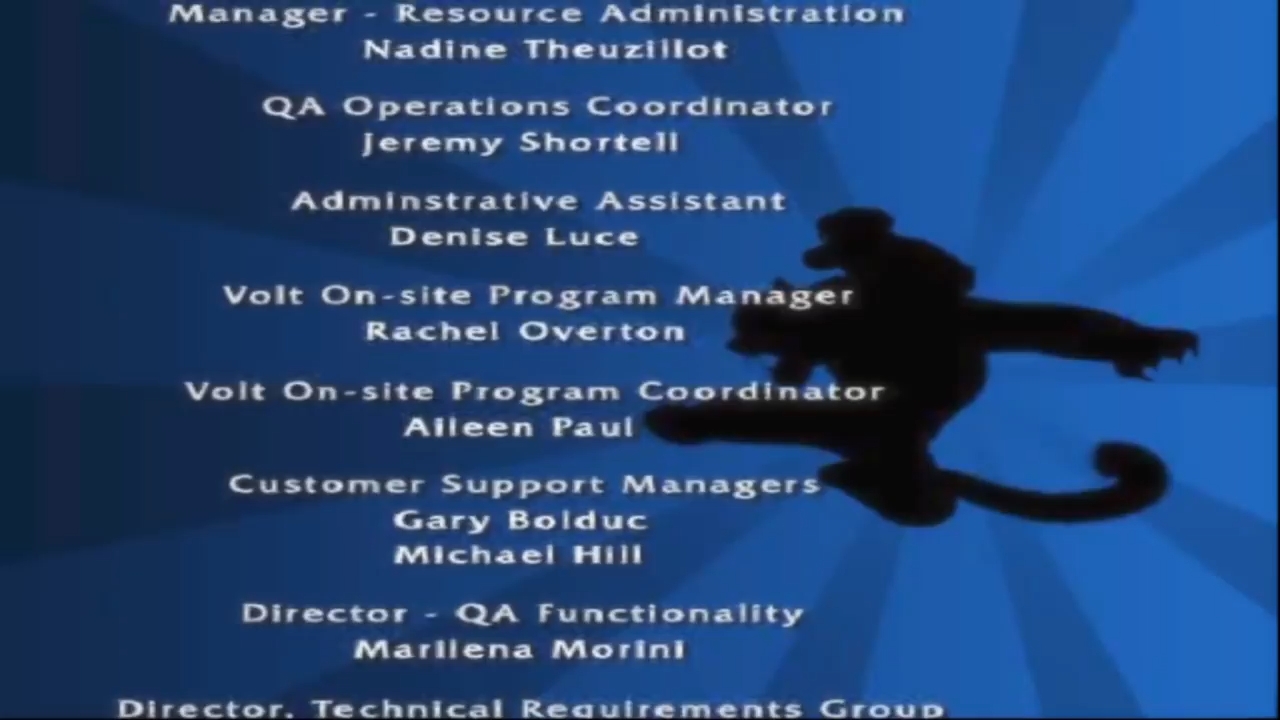 Manager - Resource Administration
Nadine Theuzillot
QA Operations Coordinator
Jeremy Shortell
Adminstrative Assistant
Denise Luce
Volt On-site Program Manager
Rachel Overton
Volt On-site Program Coordinator
Aileen Paul
Customer Support Managers
Gary Bolduc
Michael Hill
Director - QA Functionality
Marilena Morini
Director, Technical Requirements Group